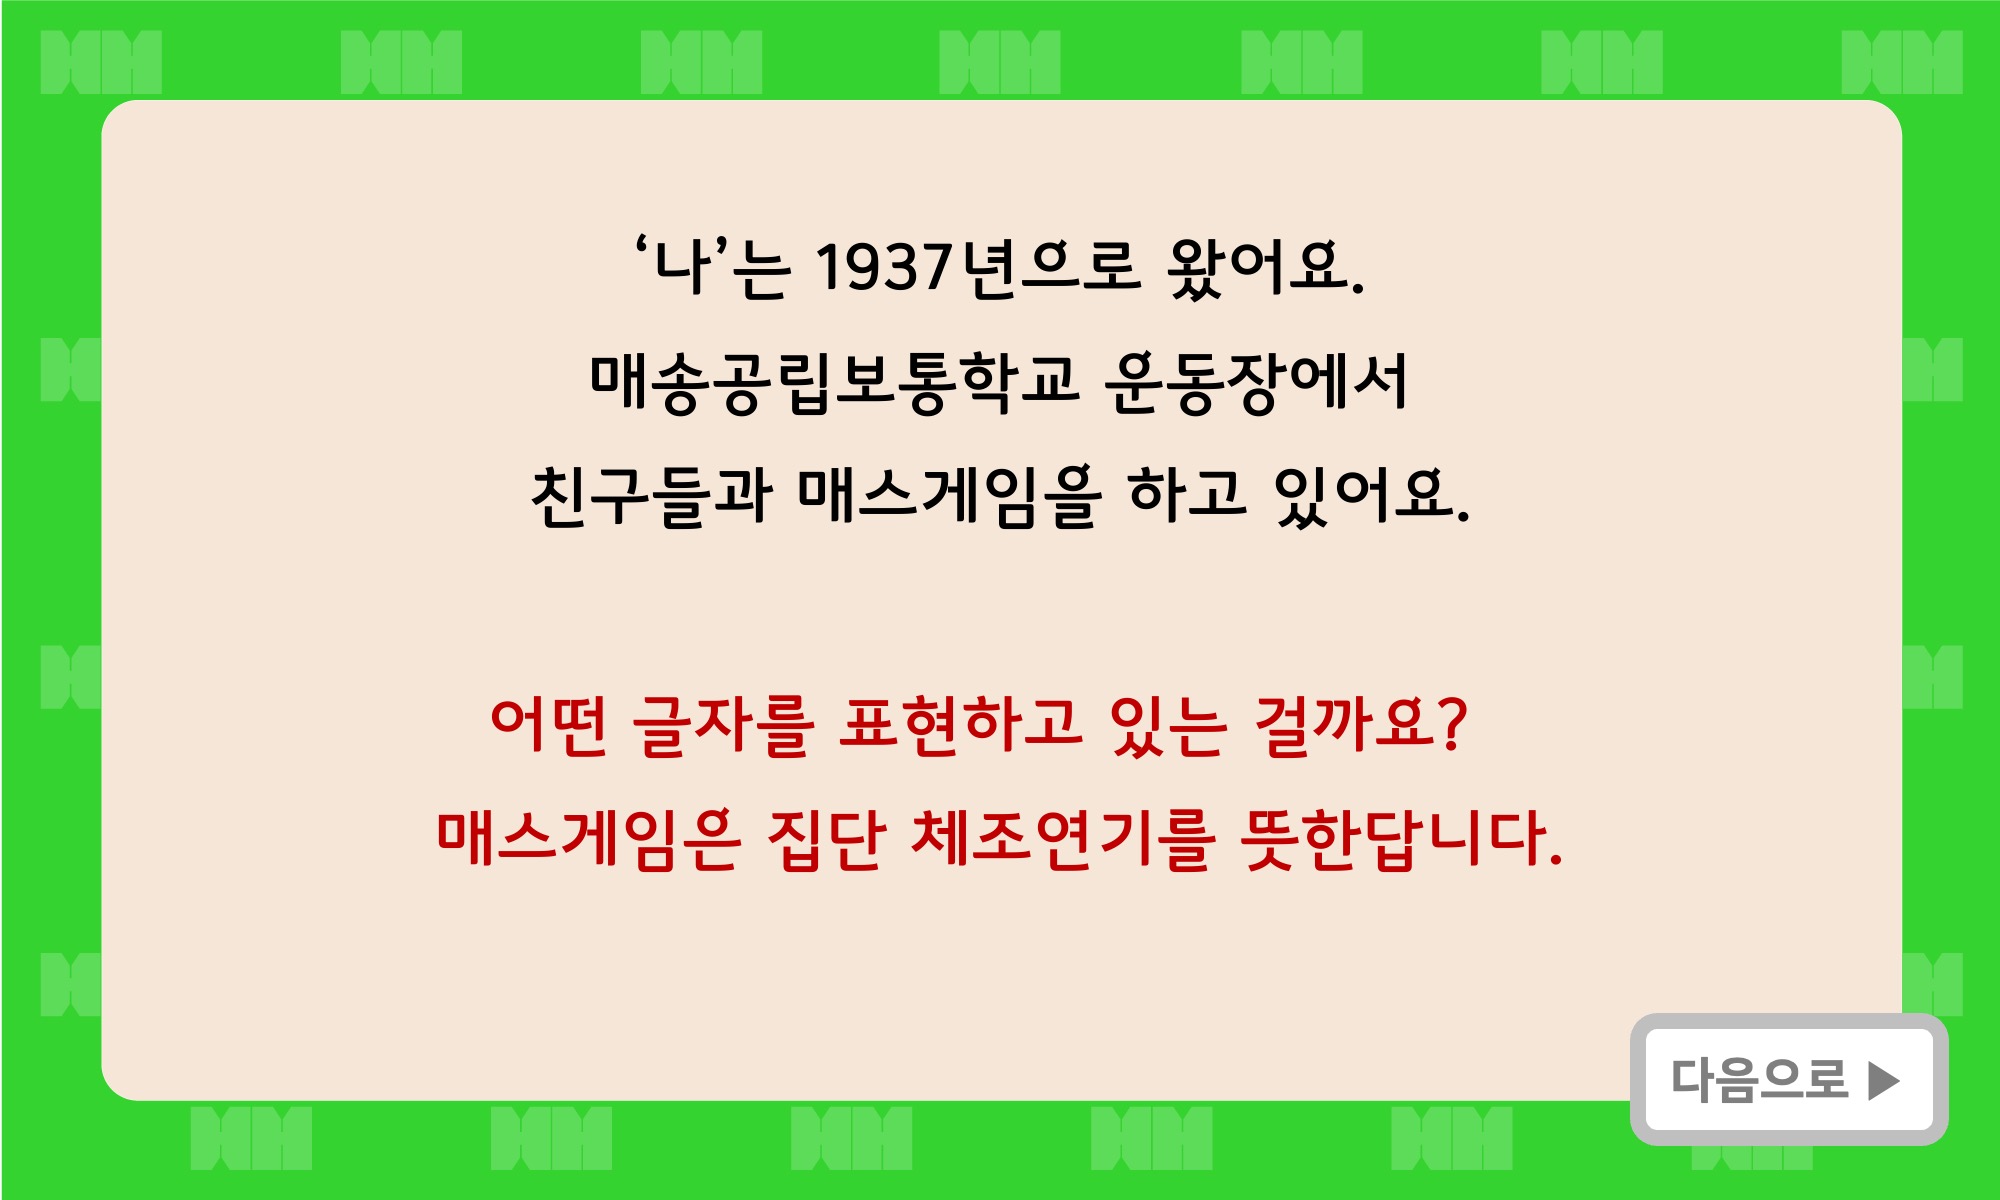 ‘나’는 1937년으로 왔어요.
매송공립보통학교 운동장에서
친구들과 매스게임을 하고 있어요.
어떤 글자를 표현하고 있는 걸까요?
매스게임은 집단 체조연기를 뜻한답니다.
다음으로 ▶